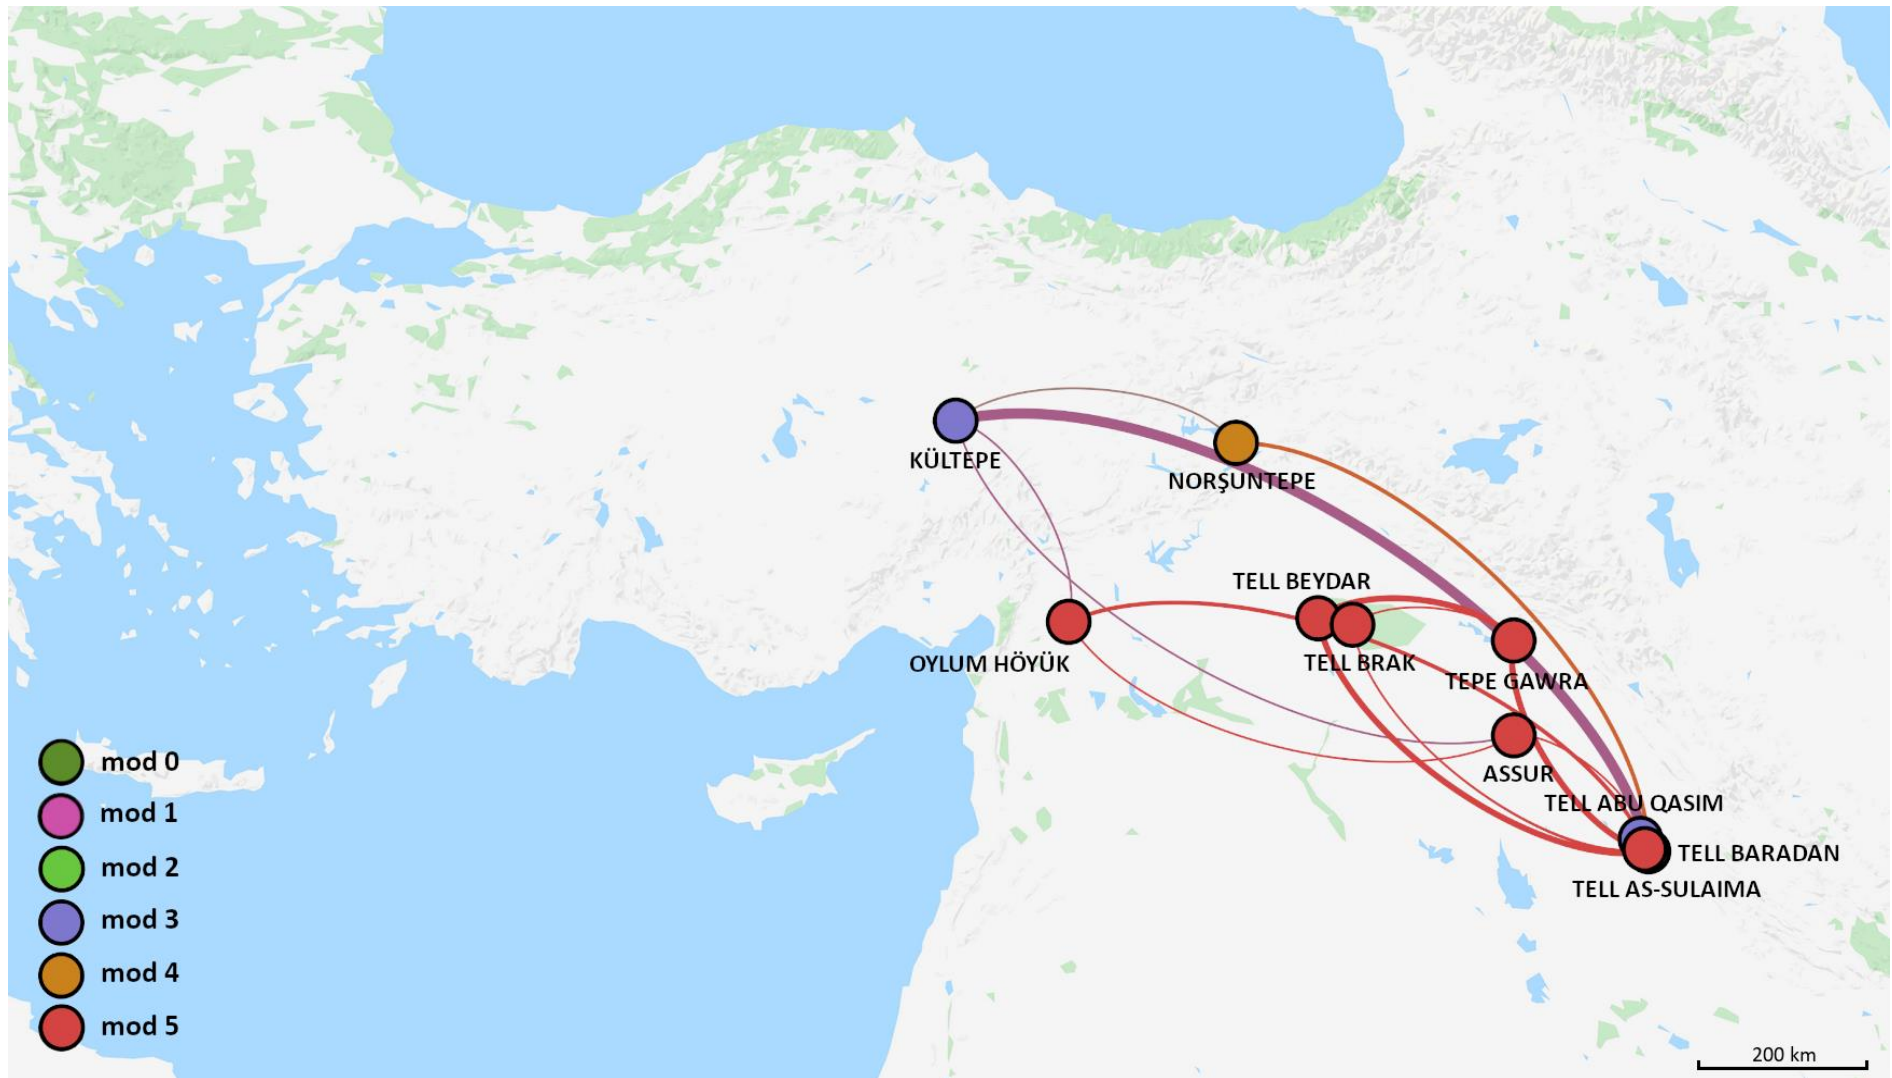 KÜLTEPE
NORŞUNTEPE
TELL BEYDAR
OYLUM HÖYÜK
TELL BRAK
TEPE GAWRA
ASSUR
TELL ABU QASIM
TELL BARADAN
TELL AS-SULAIMA
mod 0
mod 1
mod 2
mod 3
mod 4
mod 5
200 km